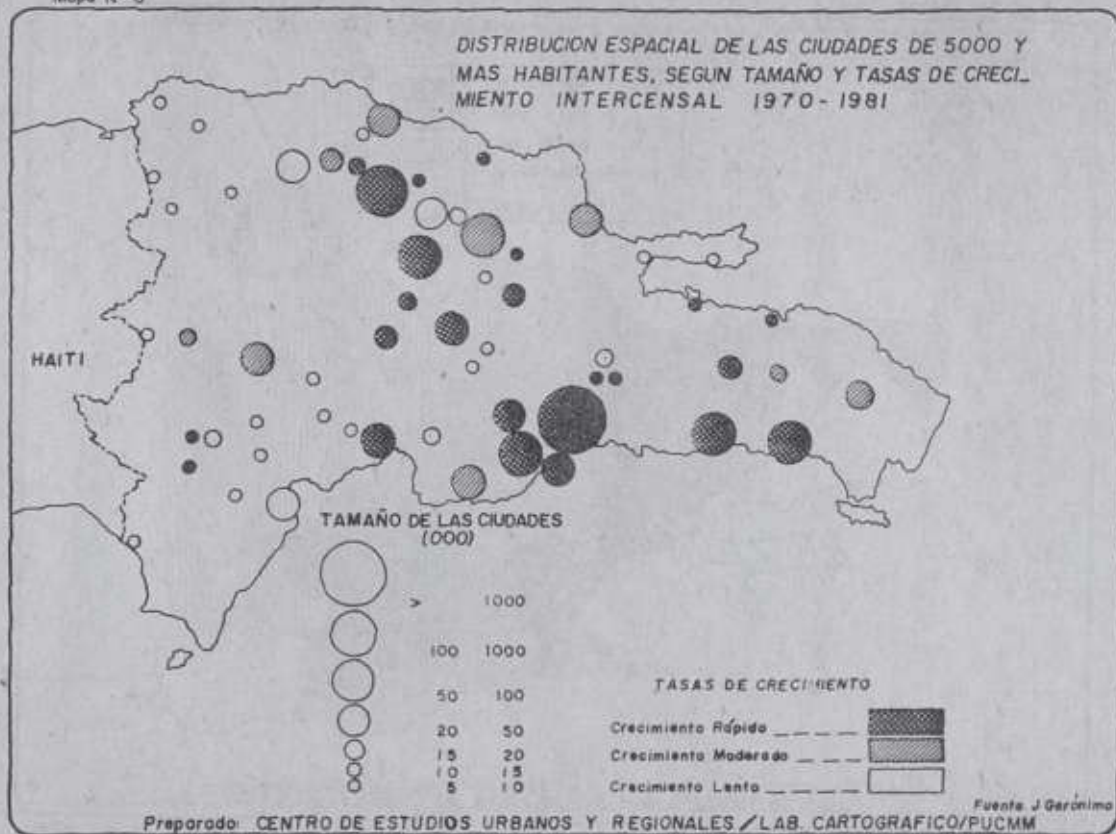 DISTRIBUCION ESPACIAL DE LAS CIUDADES DE 5000 Y
MAS HABITANTES, SEGUN TAMAÑO Y TASAS DE CRECI_
MIENTO INTERCENSAL 1970-1981
HAITI
TAMAÑO DE LAS CIUDADES
(000)
> 1000
100 1000
50 100
20 50
15 20
10 15
5 10
TASAS DE CRECIMIENTO
Crecimiento Rápido
Crecimiento Moderado
Crecimiento Lento
Fuente J Gerónimo
Preparado: CENTRO DE ESTUDIOS URBANOS Y REGIONALES / LAB. CARTOGRAFICO/PUCMM